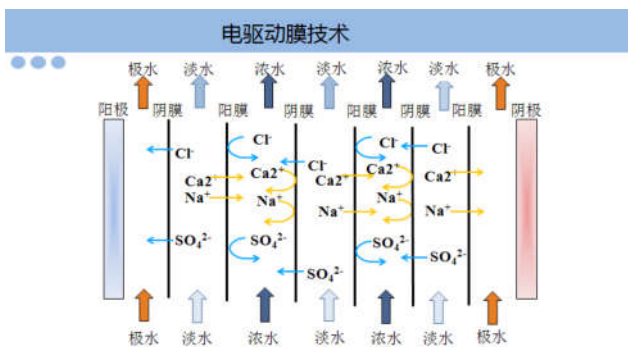 电驱动膜技术
极水 淡水 浓水 淡水 浓水 淡水 极水
阳极 阴膜 阳膜 阴膜 阳膜 阴膜 阳膜 阴极
Cl⁻ Cl⁻ Cl⁻
Cl⁻ Cl⁻
Ca2⁺ Ca2⁺ Ca2⁺ Ca2⁺ Ca2⁺
Na⁺ Na⁺ Na⁺ Na⁺ Na⁺
SO₄²⁻ SO₄²⁻ SO₄²⁻ SO₄²⁻
SO₄²⁻
极水 淡水 浓水 淡水 浓水 淡水 极水